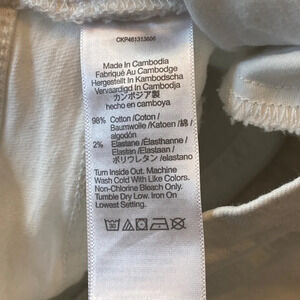 CKP461313606
Made In Cambodia
Fabriqué Au Cambodge
Hergestellt In Kambodscha
Vervaardigd In Cambodja
カンボジア製
hecho en camboya
98% Cotton /Coton /
Baumwolle /Katoen / 綿 /
algodón
2% Elastane /Élasthanne /
Elastan /Elastaan /
ポリウレタン /elastano
Turn Inside Out. Machine
Wash Cold With Like Colors.
Non-Chlorine Bleach Only.
Tumble Dry Low. Iron On
Lowest Setting.